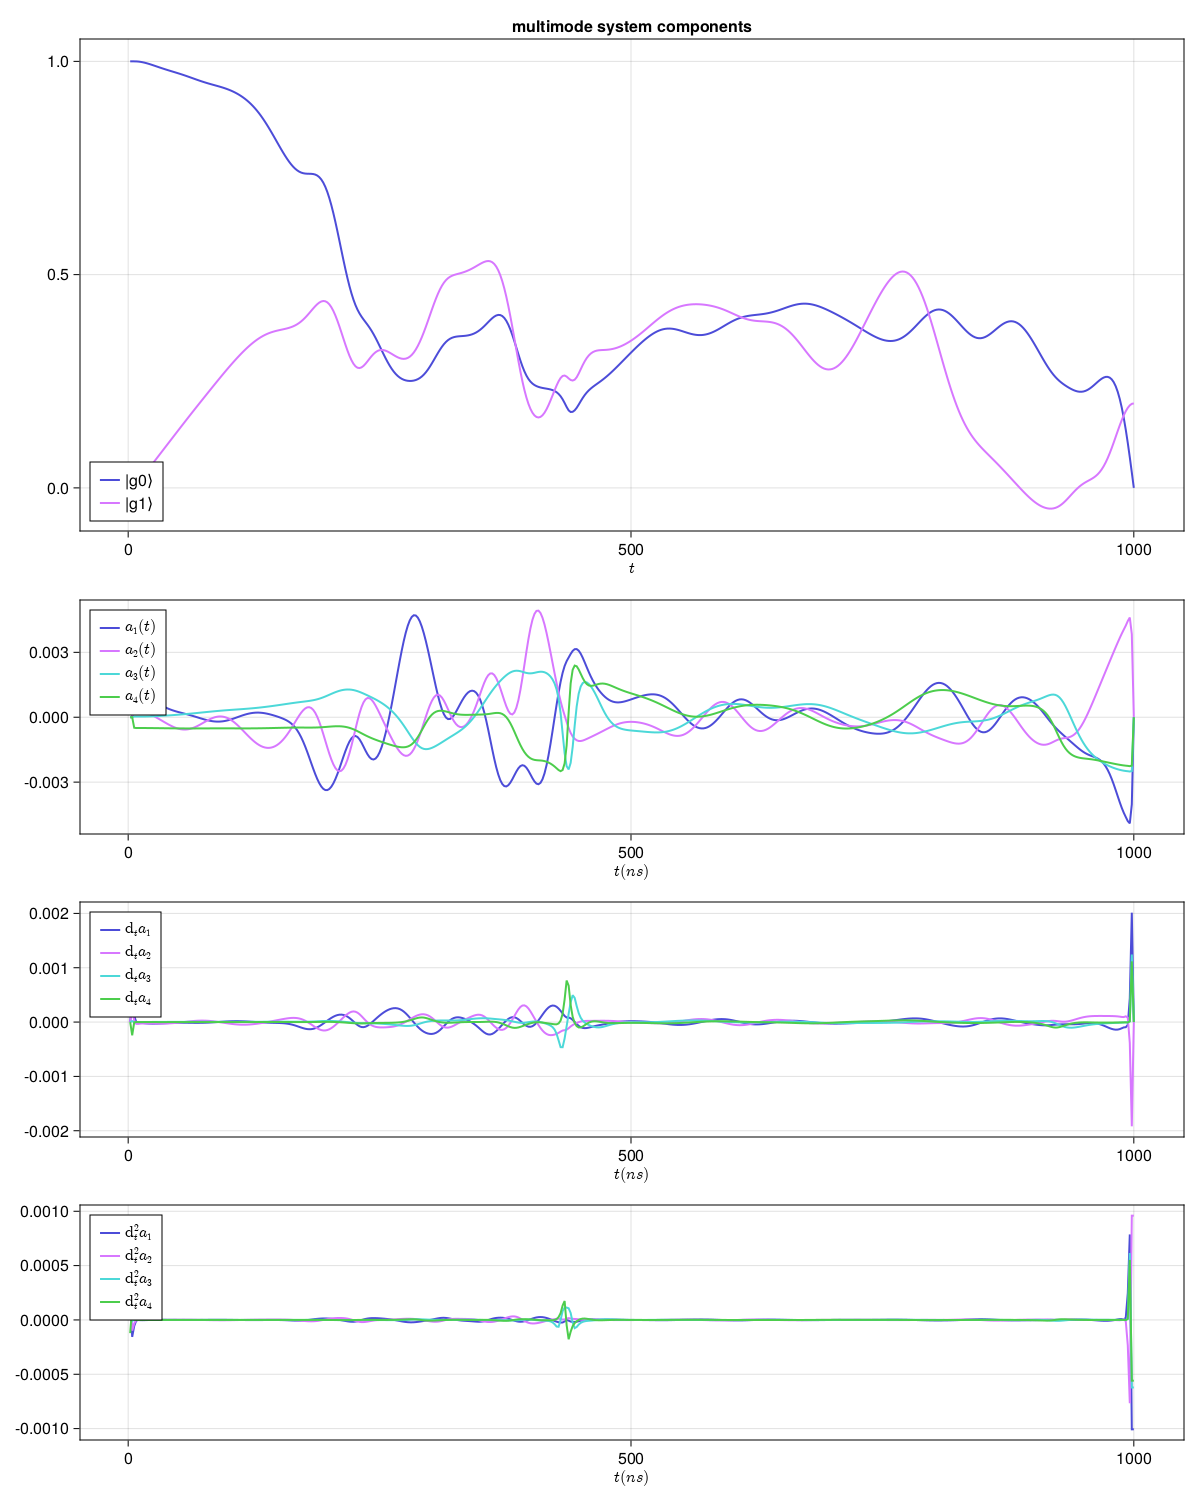 multimode system components
1.0
0.5
0.0
|g0⟩
|g1⟩
0 500 1000
t
0.003
0.000
-0.003
a₁(t)
a₂(t)
a₃(t)
a₄(t)
0 500 1000
t(ns)
0.002
0.001
0.000
-0.001
-0.002
dₜa₁
dₜa₂
dₜa₃
dₜa₄
0 500 1000
t(ns)
0.0010
0.0005
0.0000
-0.0005
-0.0010
d²ₜa₁
d²ₜa₂
d²ₜa₃
d²ₜa₄
0 500 1000
t(ns)